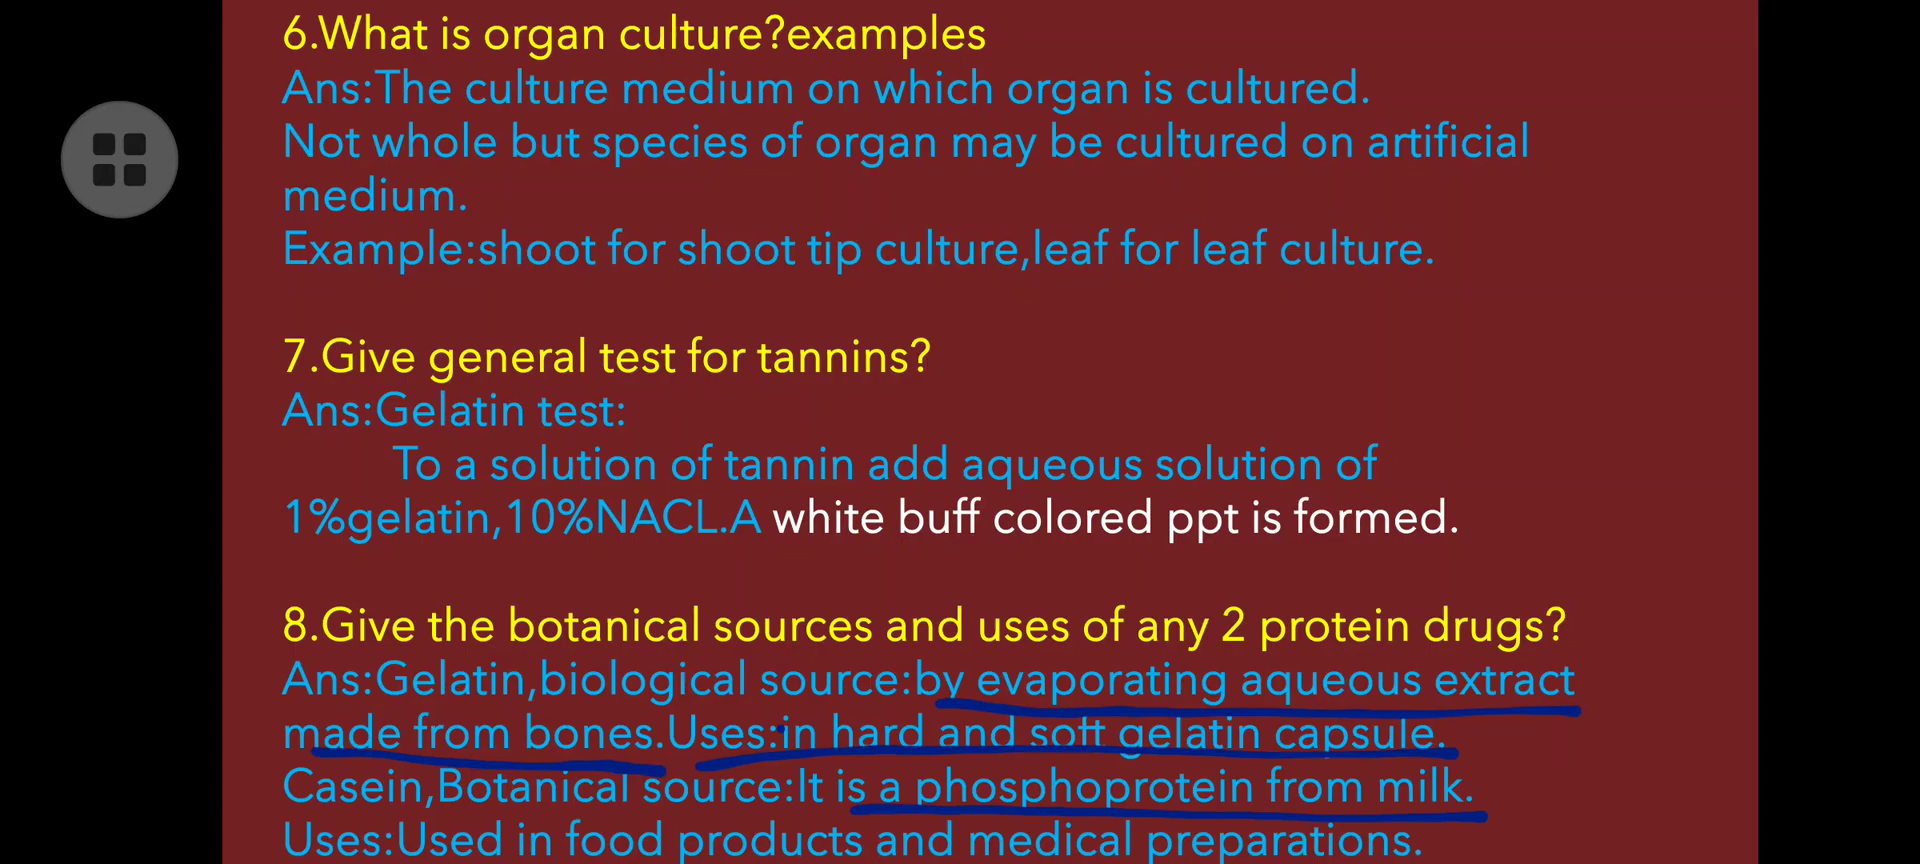 6.What is organ culture?examples
Ans:The culture medium on which organ is cultured.
Not whole but species of organ may be cultured on artificial
medium.
Example:shoot for shoot tip culture,leaf for leaf culture.
7.Give general test for tannins?
Ans:Gelatin test:
To a solution of tannin add aqueous solution of
1%gelatin,10%NACL.A white buff colored ppt is formed.
8.Give the botanical sources and uses of any 2 protein drugs?
Ans:Gelatin,biological source:by evaporating aqueous extract
made from bones.Uses:in hard and soft gelatin capsule.
Casein,Botanical source:It is a phosphoprotein from milk.
Uses:Used in food products and medical preparations.